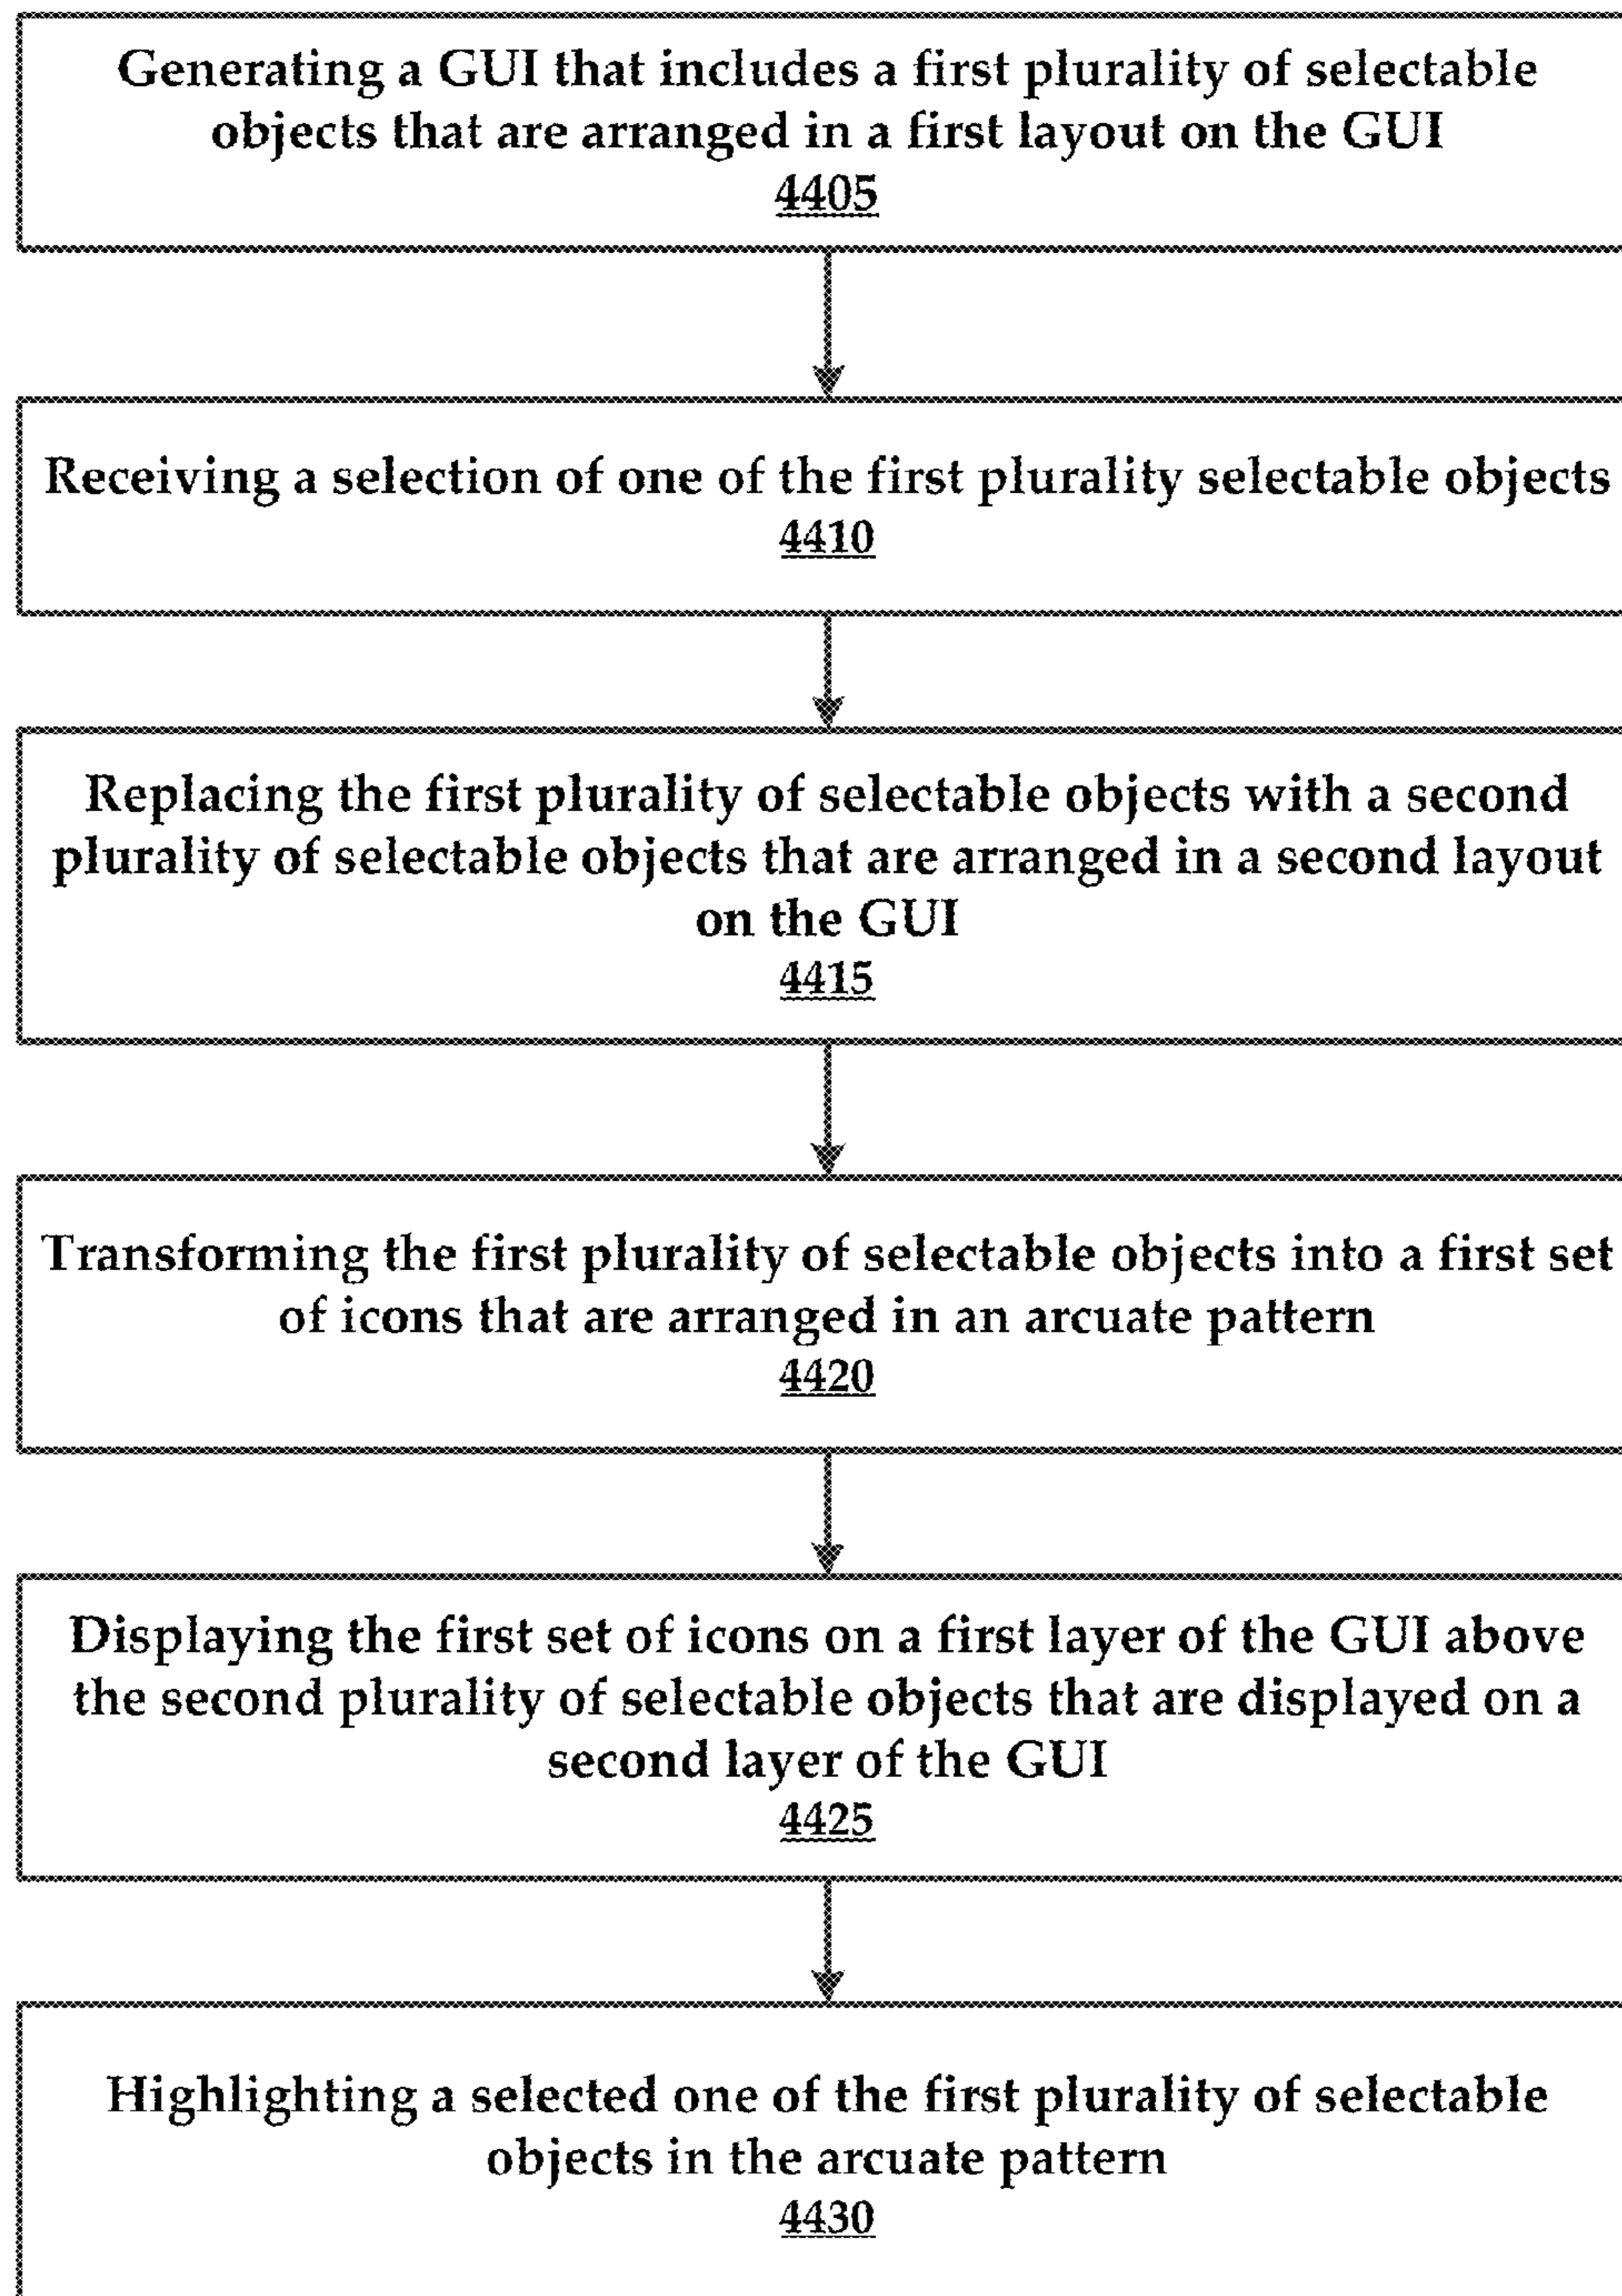 Generating a GUI that includes a first plurality of selectable
objects that are arranged in a first layout on the GUI
4405
Receiving a selection of one of the first plurality selectable objects
4410
Replacing the first plurality of selectable objects with a second
plurality of selectable objects that are arranged in a second layout
on the GUI
4415
Transforming the first plurality of selectable objects into a first set
of icons that are arranged in an arcuate pattern
4420
Displaying the first set of icons on a first layer of the GUI above
the second plurality of selectable objects that are displayed on a
second layer of the GUI
4425
Highlighting a selected one of the first plurality of selectable
objects in the arcuate pattern
4430